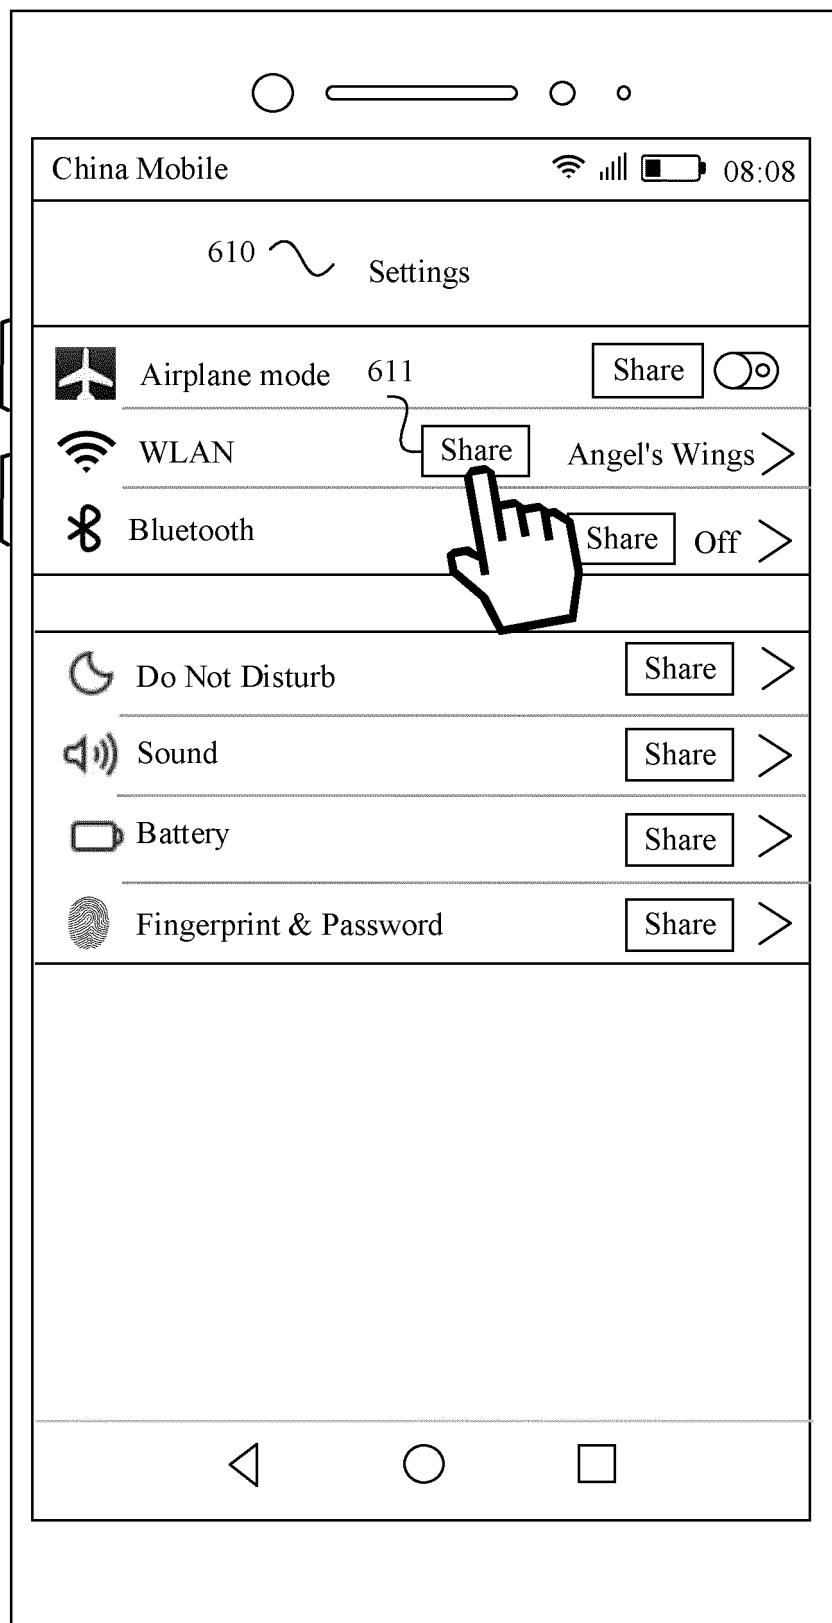 China Mobile 08:08
610 Settings
Airplane mode 611 Share
WLAN Share Angel's Wings
Bluetooth Share Off
Do Not Disturb Share
Sound Share
Battery Share
Fingerprint & Password Share